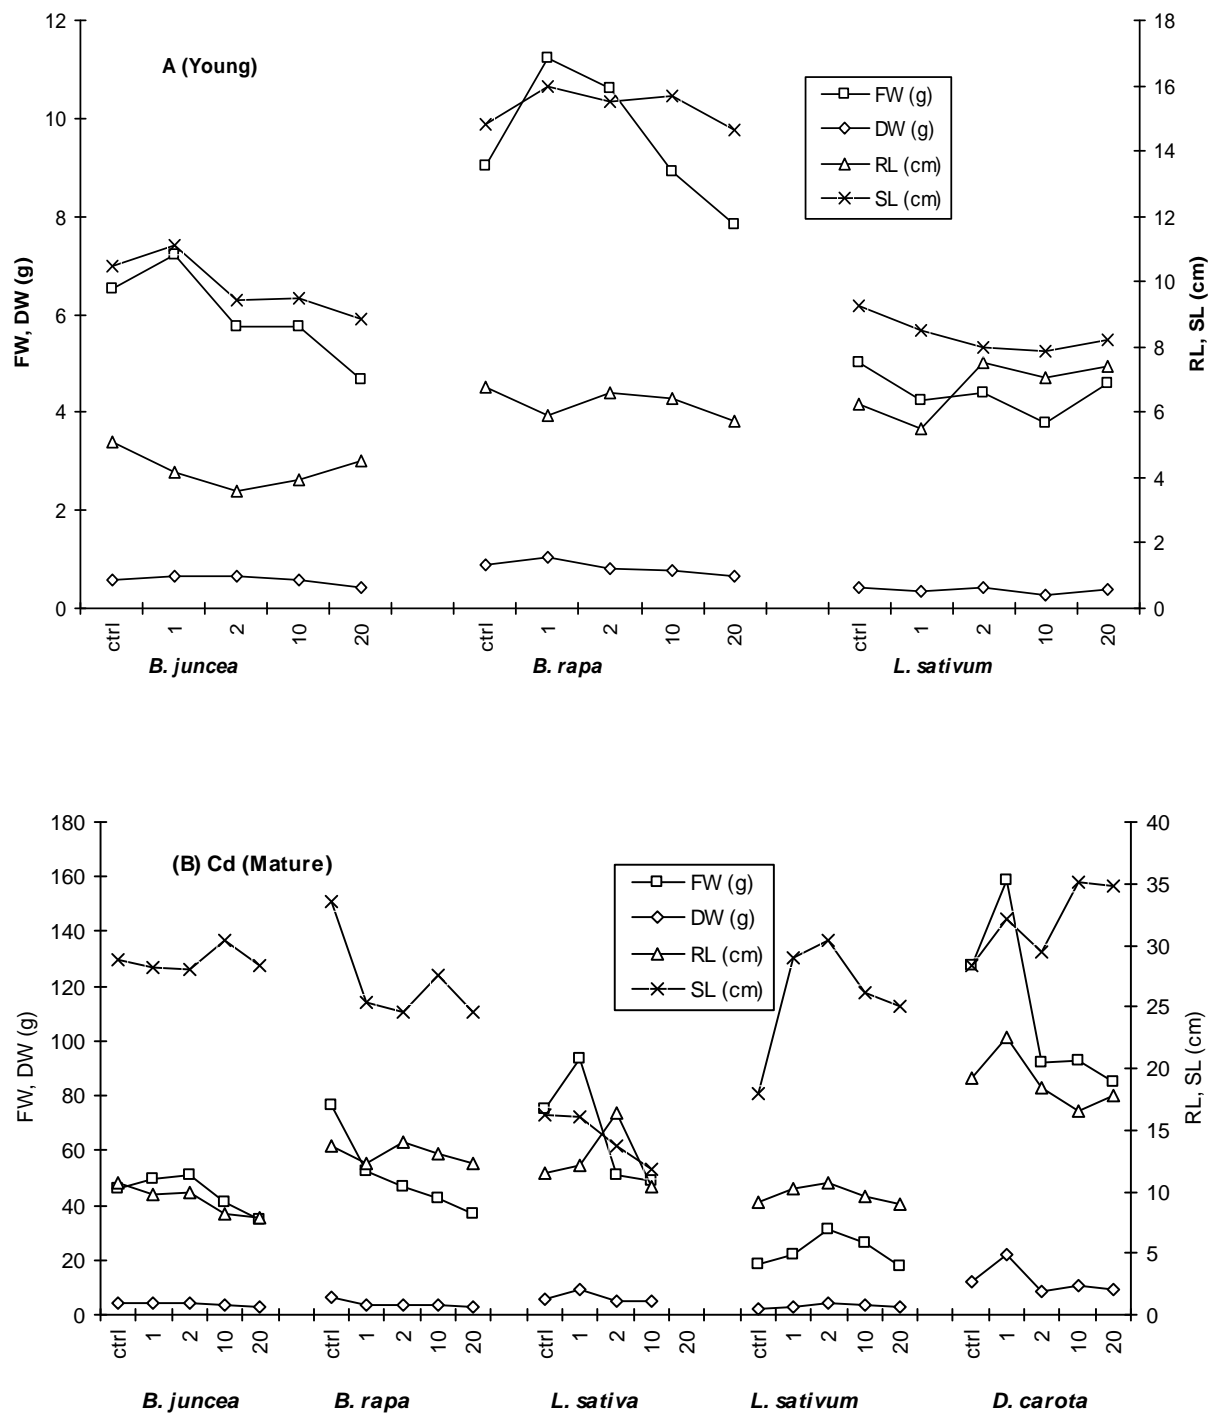 A (Young)
12
10
8
6
4
2
0
FW, DW (g)
18
16
14
12
10
8
6
4
2
0
RL, SL (cm)
FW (g)
DW (g)
RL (cm)
SL (cm)
ctrl 1 2 10 20 ctrl 1 2 10 20 ctrl 1 2 10 20
B. juncea B. rapa L. sativum
(B) Cd (Mature)
180
160
140
120
100
80
60
40
20
0
FW, DW (g)
40
35
30
25
20
15
10
5
0
RL, SL (cm)
FW (g)
DW (g)
RL (cm)
SL (cm)
ctrl 1 2 10 20 ctrl 1 2 10 20 ctrl 1 2 10 20 ctrl 1 2 10 20 ctrl 1 2 10 20
B. juncea B. rapa L. sativa L. sativum D. carota